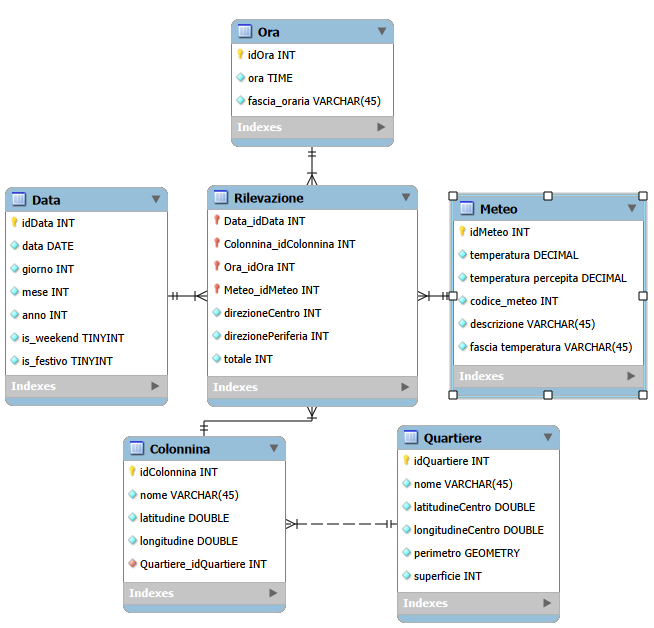 Ora
idOra INT
ora TIME
fascia_oraria VARCHAR(45)
Indexes
Data
idData INT
data DATE
giorno INT
mese INT
anno INT
is_weekend TINYINT
is_festivo TINYINT
Indexes
Rilevazione
Data_idData INT
Colonnina_idColonnina INT
Ora_idOra INT
Meteo_idMeteo INT
direzioneCentro INT
direzionePeriferia INT
totale INT
Indexes
Meteo
idMeteo INT
temperatura DECIMAL
temperatura percepita DECIMAL
codice_meteo INT
descrizione VARCHAR(45)
fascia temperatura VARCHAR(45)
Indexes
Colonnina
idColonnina INT
nome VARCHAR(45)
latitudine DOUBLE
longitudine DOUBLE
Quartiere_idQuartiere INT
Indexes
Quartiere
idQuartiere INT
nome VARCHAR(45)
latitudineCentro DOUBLE
longitudineCentro DOUBLE
perimetro GEOMETRY
superficie INT
Indexes